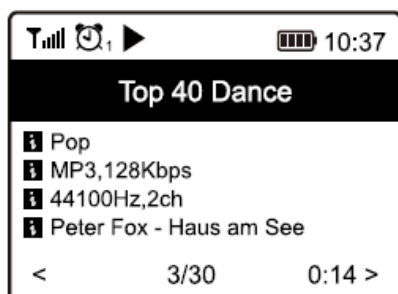 1 10:37
Top 40 Dance
i Pop
i MP3,128Kbps
i 44100Hz,2ch
i Peter Fox - Haus am See
< 3/30 0:14 >